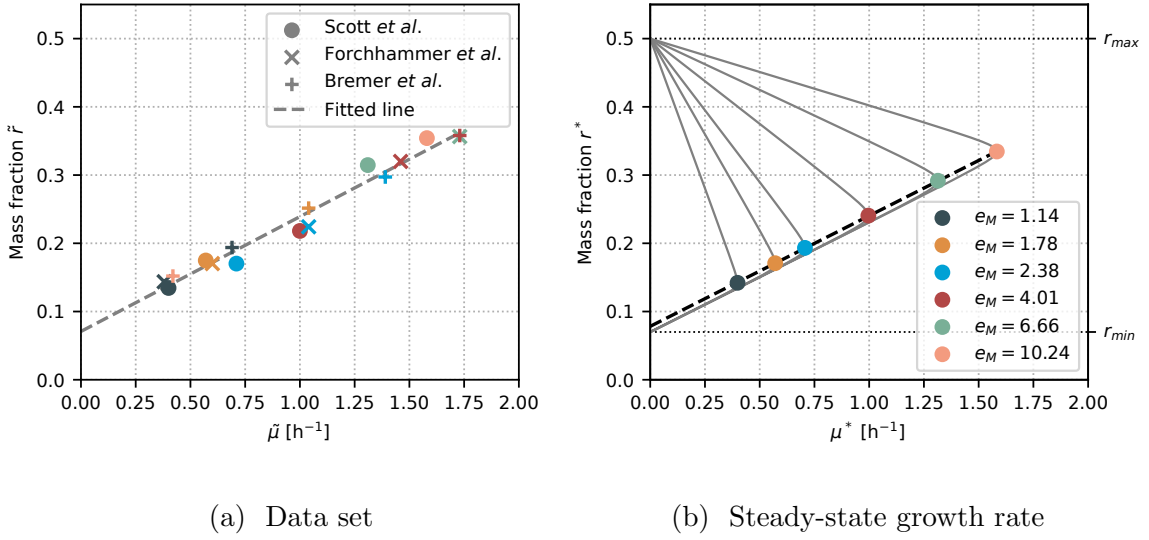 Scott et al.
Forchhammer et al.
Bremer et al.
Fitted line
Mass fraction r̃
0.5
0.4
0.3
0.2
0.1
0.0
0.00 0.25 0.50 0.75 1.00 1.25 1.50 1.75 2.00
μ̃ [h⁻¹]
(a) Data set
Mass fraction r*
0.5
0.4
0.3
0.2
0.1
0.0
r_max
r_min
e_M = 1.14
e_M = 1.78
e_M = 2.38
e_M = 4.01
e_M = 6.66
e_M = 10.24
0.00 0.25 0.50 0.75 1.00 1.25 1.50 1.75 2.00
μ* [h⁻¹]
(b) Steady-state growth rate